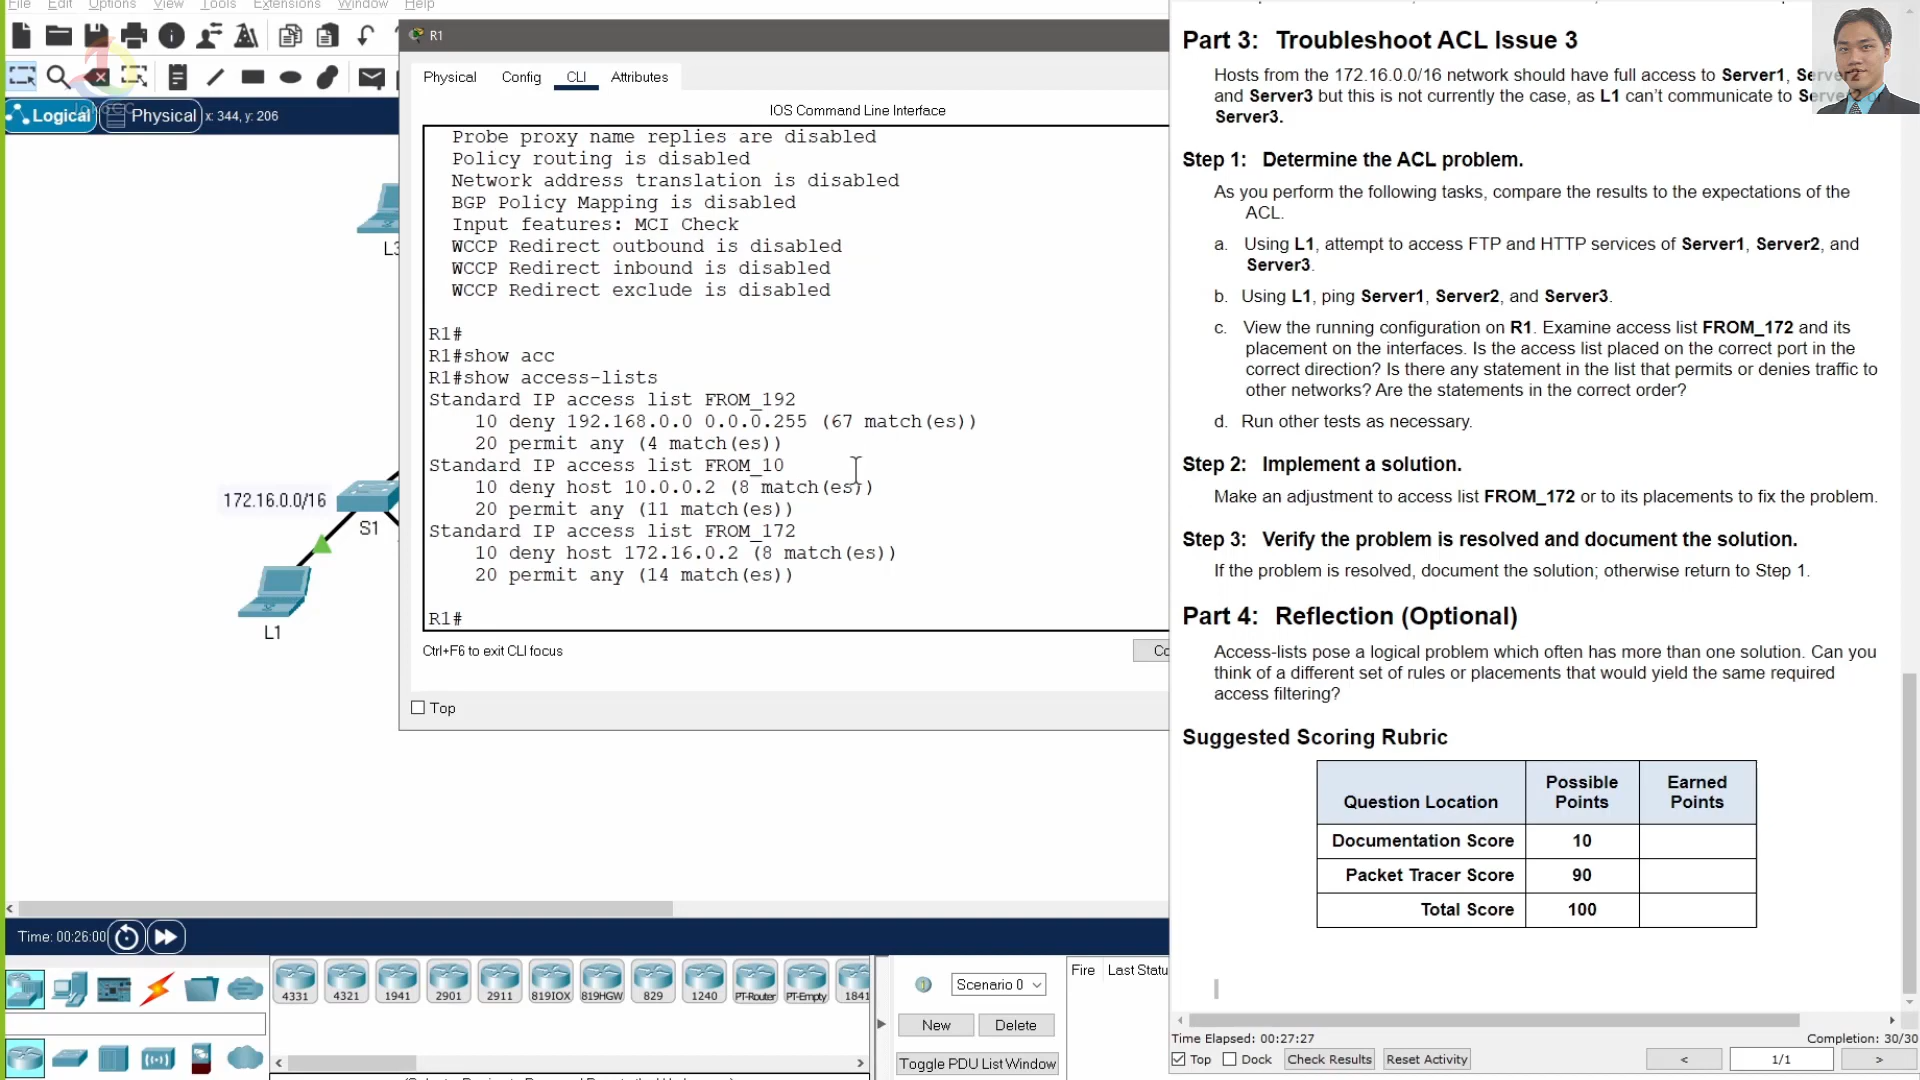 File Edit Options View Tools Extensions Window Help
Logical
Physical
x: 344, y: 206
L3
172.16.0.0/16
S1
L1
R1
Physical Config CLI Attributes
IOS Command Line Interface
Probe proxy name replies are disabled
Policy routing is disabled
Network address translation is disabled
BGP Policy Mapping is disabled
Input features: MCI Check
WCCP Redirect outbound is disabled
WCCP Redirect inbound is disabled
WCCP Redirect exclude is disabled
R1#
R1#show acc
R1#show access-lists
Standard IP access list FROM_192
10 deny 192.168.0.0 0.0.0.255 (67 match(es))
20 permit any (4 match(es))
Standard IP access list FROM_10
10 deny host 10.0.0.2 (8 match(es))
20 permit any (11 match(es))
Standard IP access list FROM_172
10 deny host 172.16.0.2 (8 match(es))
20 permit any (14 match(es))
R1#
Ctrl+F6 to exit CLI focus
Co
Top
Time: 00:26:00
4331 4321 1941 2901 2911 819IOX 819HGW 829 1240 PT-Router PT-Empty 1841
Scenario 0
New Delete
Toggle PDU List Window
Fire Last Statu
Part 3: Troubleshoot ACL Issue 3
Hosts from the 172.16.0.0/16 network should have full access to Server1, Server2
and Server3 but this is not currently the case, as L1 can't communicate to Server2 or
Server3.
Step 1: Determine the ACL problem.
As you perform the following tasks, compare the results to the expectations of the
ACL.
a. Using L1, attempt to access FTP and HTTP services of Server1, Server2, and
Server3.
b. Using L1, ping Server1, Server2, and Server3.
c. View the running configuration on R1. Examine access list FROM_172 and its
placement on the interfaces. Is the access list placed on the correct port in the
correct direction? Is there any statement in the list that permits or denies traffic to
other networks? Are the statements in the correct order?
d. Run other tests as necessary.
Step 2: Implement a solution.
Make an adjustment to access list FROM_172 or to its placements to fix the problem.
Step 3: Verify the problem is resolved and document the solution.
If the problem is resolved, document the solution; otherwise return to Step 1.
Part 4: Reflection (Optional)
Access-lists pose a logical problem which often has more than one solution. Can you
think of a different set of rules or placements that would yield the same required
access filtering?
Suggested Scoring Rubric
Question Location Possible Points Earned Points
Documentation Score 10
Packet Tracer Score 90
Total Score 100
Time Elapsed: 00:27:27 Completion: 30/30
Top Dock Check Results Reset Activity < 1/1 >